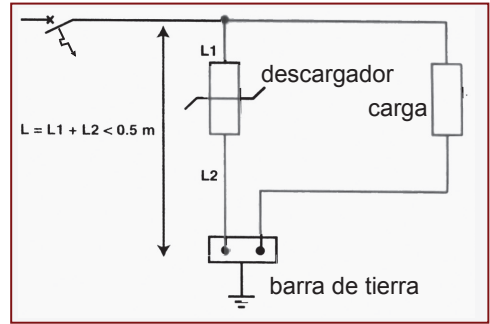 L1
descargador
carga
L = L1 + L2 < 0.5 m
L2
barra de tierra